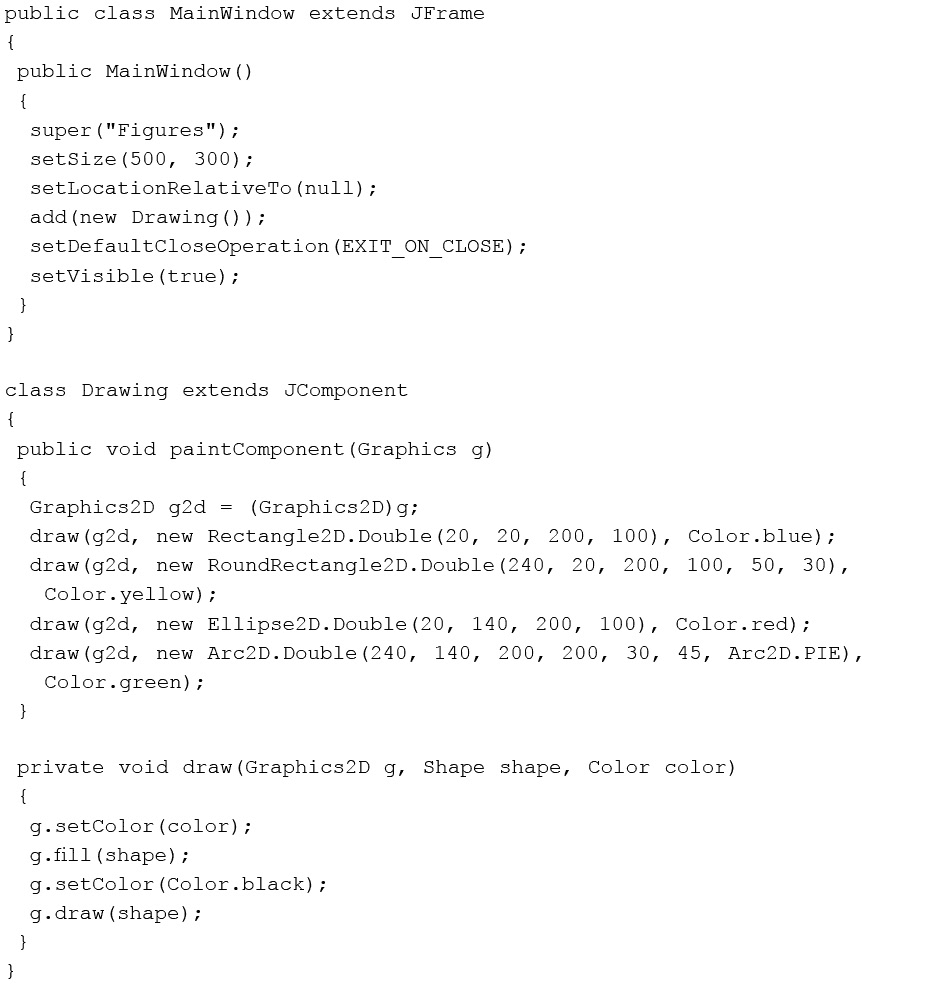 public class MainWindow extends JFrame
{
 public MainWindow()
 {
  super("Figures");
  setSize(500, 300);
  setLocationRelativeTo(null);
  add(new Drawing());
  setDefaultCloseOperation(EXIT_ON_CLOSE);
  setVisible(true);
 }
}

class Drawing extends JComponent
{
 public void paintComponent(Graphics g)
 {
  Graphics2D g2d = (Graphics2D)g;
  draw(g2d, new Rectangle2D.Double(20, 20, 200, 100), Color.blue);
  draw(g2d, new RoundRectangle2D.Double(240, 20, 200, 100, 50, 30),
   Color.yellow);
  draw(g2d, new Ellipse2D.Double(20, 140, 200, 100), Color.red);
  draw(g2d, new Arc2D.Double(240, 140, 200, 200, 30, 45, Arc2D.PIE),
   Color.green);
 }

 private void draw(Graphics2D g, Shape shape, Color color)
 {
  g.setColor(color);
  g.fill(shape);
  g.setColor(Color.black);
  g.draw(shape);
 }
}